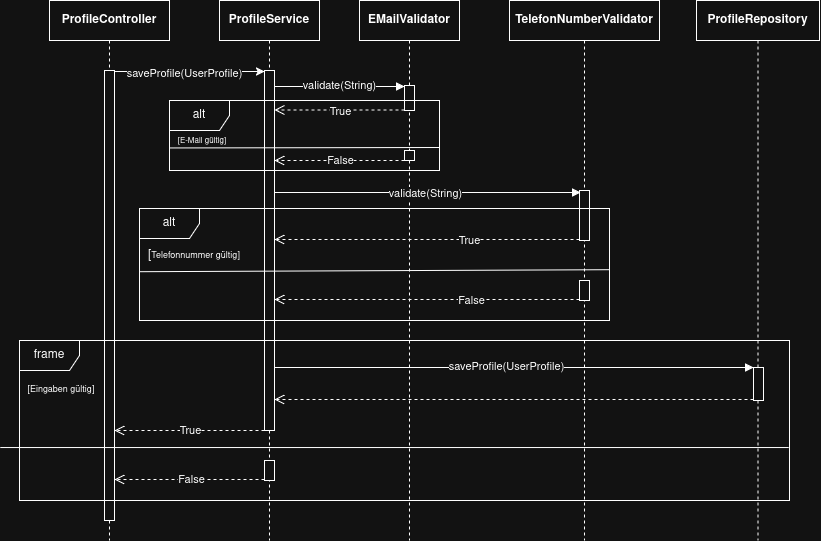 ProfileController
ProfileService
EMailValidator
TelefonNumberValidator
ProfileRepository
saveProfile(UserProfile)
validate(String)
alt
True
[E-Mail gültig]
False
validate(String)
alt
True
[Telefonnummer gültig]
False
frame
saveProfile(UserProfile)
[Eingaben gültig]
True
False